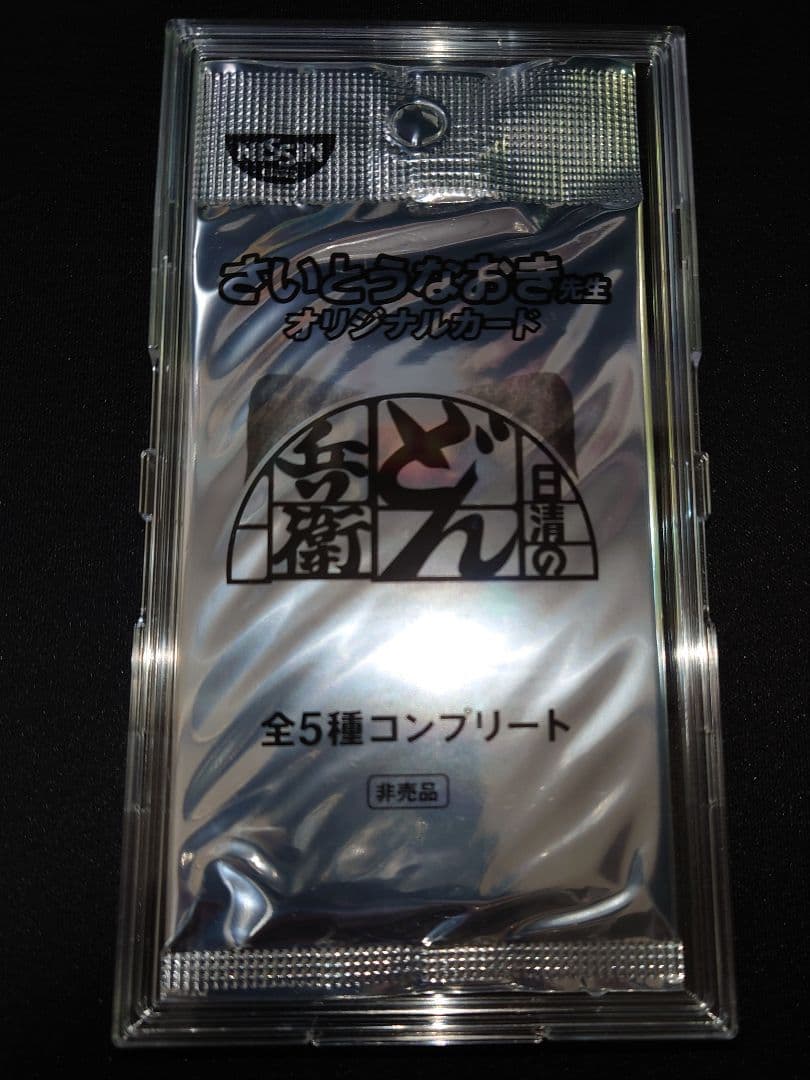 NISSIN
さいとうなおき先生
オリジナルカード
日清の
どん
兵衛
全5種コンプリート
非売品